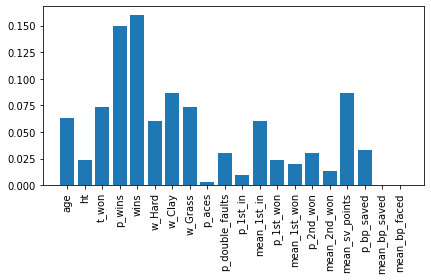 0.150
0.125
0.100
0.075
0.050
0.025
0.000
age
ht
t_won
p_wins
wins
w_Hard
w_Clay
w_Grass
p_aces
p_double_faults
p_1st_in
mean_1st_in
p_1st_won
mean_1st_won
p_2nd_won
mean_2nd_won
mean_sv_points
p_bp_saved
mean_bp_saved
mean_bp_faced